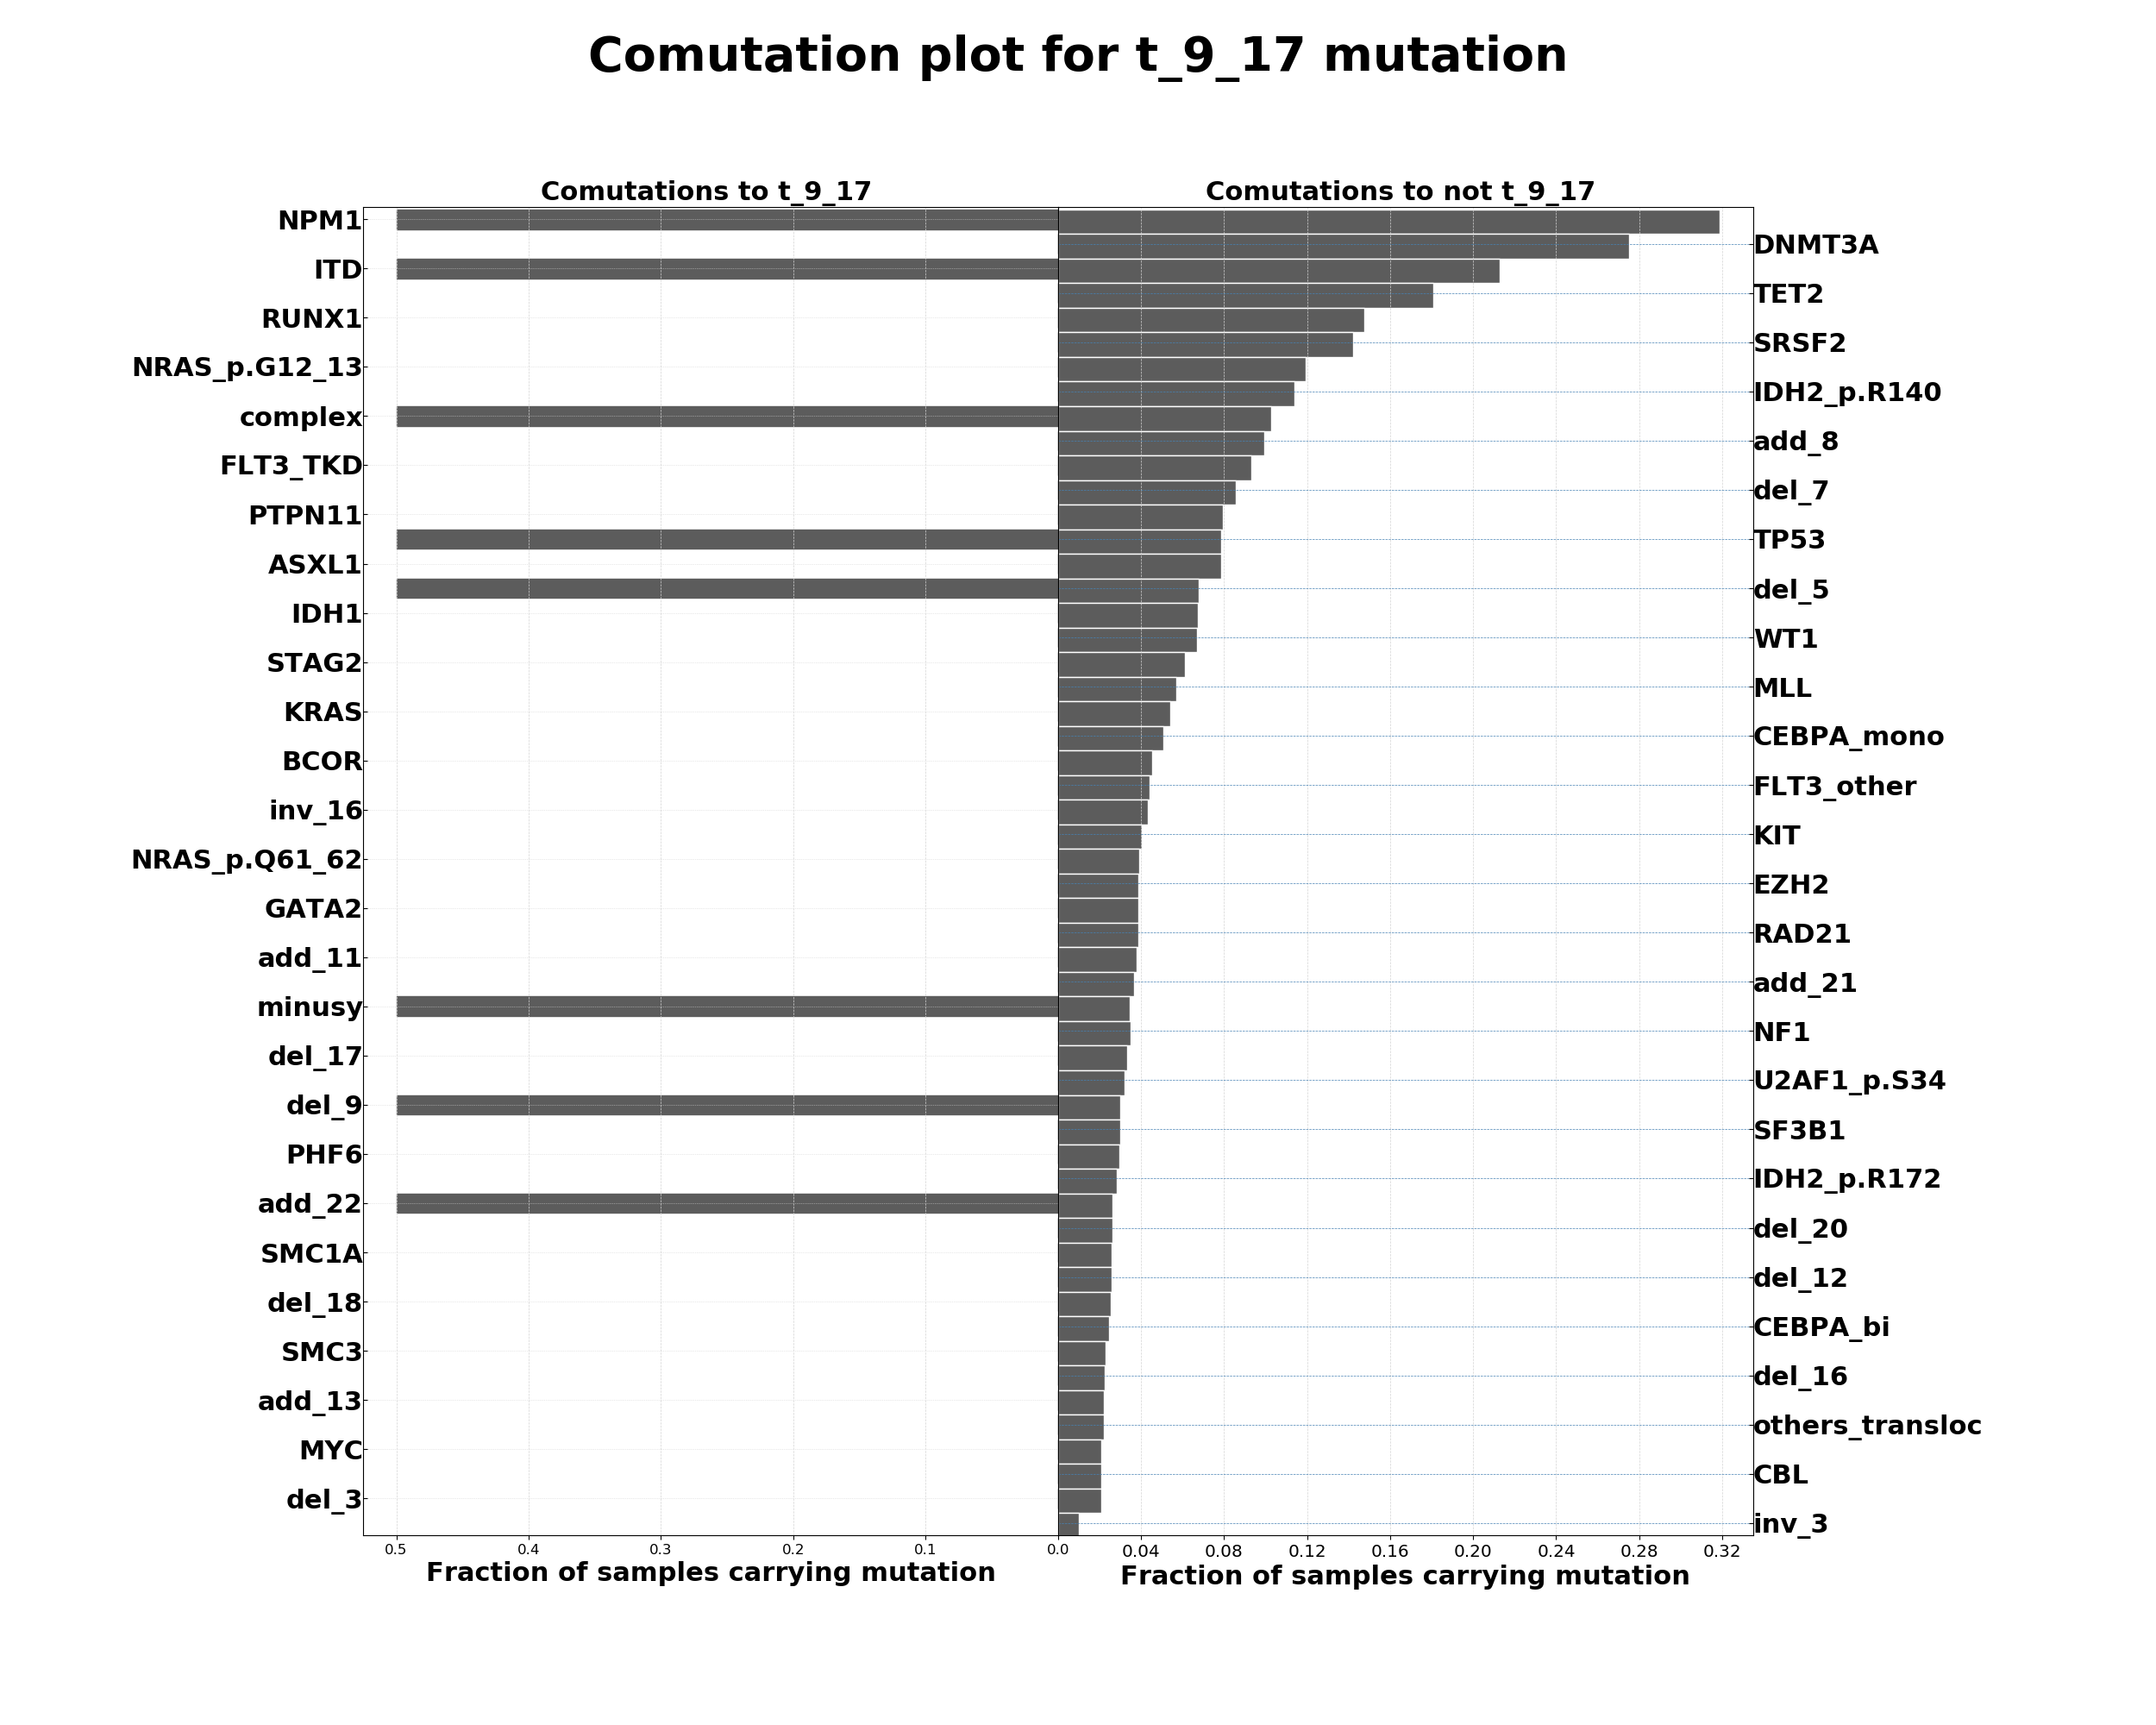 Comutation plot for t_9_17 mutation
Comutations to t_9_17
Comutations to not t_9_17
NPM1
DNMT3A
ITD
TET2
RUNX1
SRSF2
NRAS_p.G12_13
IDH2_p.R140
complex
add_8
FLT3_TKD
del_7
PTPN11
TP53
ASXL1
del_5
IDH1
WT1
STAG2
MLL
KRAS
CEBPA_mono
BCOR
FLT3_other
inv_16
KIT
NRAS_p.Q61_62
EZH2
GATA2
RAD21
add_11
add_21
minusy
NF1
del_17
U2AF1_p.S34
del_9
SF3B1
PHF6
IDH2_p.R172
add_22
del_20
SMC1A
del_12
del_18
CEBPA_bi
SMC3
del_16
add_13
others_transloc
MYC
CBL
del_3
inv_3
0.5 0.4 0.3 0.2 0.1 0.0 0.04 0.08 0.12 0.16 0.20 0.24 0.28 0.32
Fraction of samples carrying mutation
Fraction of samples carrying mutation